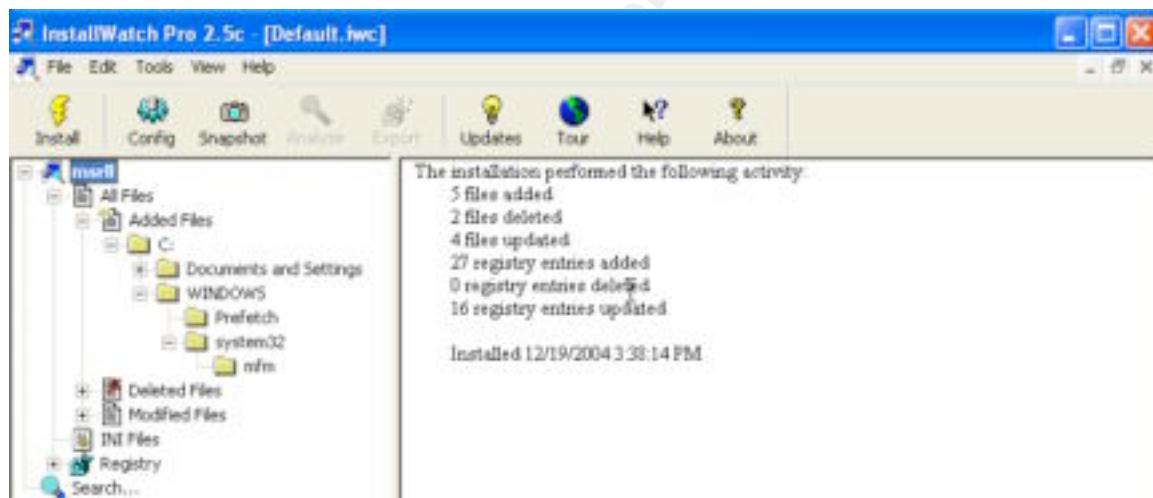 InstallWatch Pro 2.5c - [Default.iwc]
File Edit Tools View Help
Install Config Snapshot Analyze Export Updates Tour Help About
msrll
All Files
Added Files
C:
Documents and Settings
WINDOWS
Prefetch
system32
mfm
Deleted Files
Modified Files
INI Files
Registry
Search...
The installation performed the following activity:
5 files added
2 files deleted
4 files updated
27 registry entries added
0 registry entries deleted
16 registry entries updated
Installed 12/19/2004 3:38:14 PM